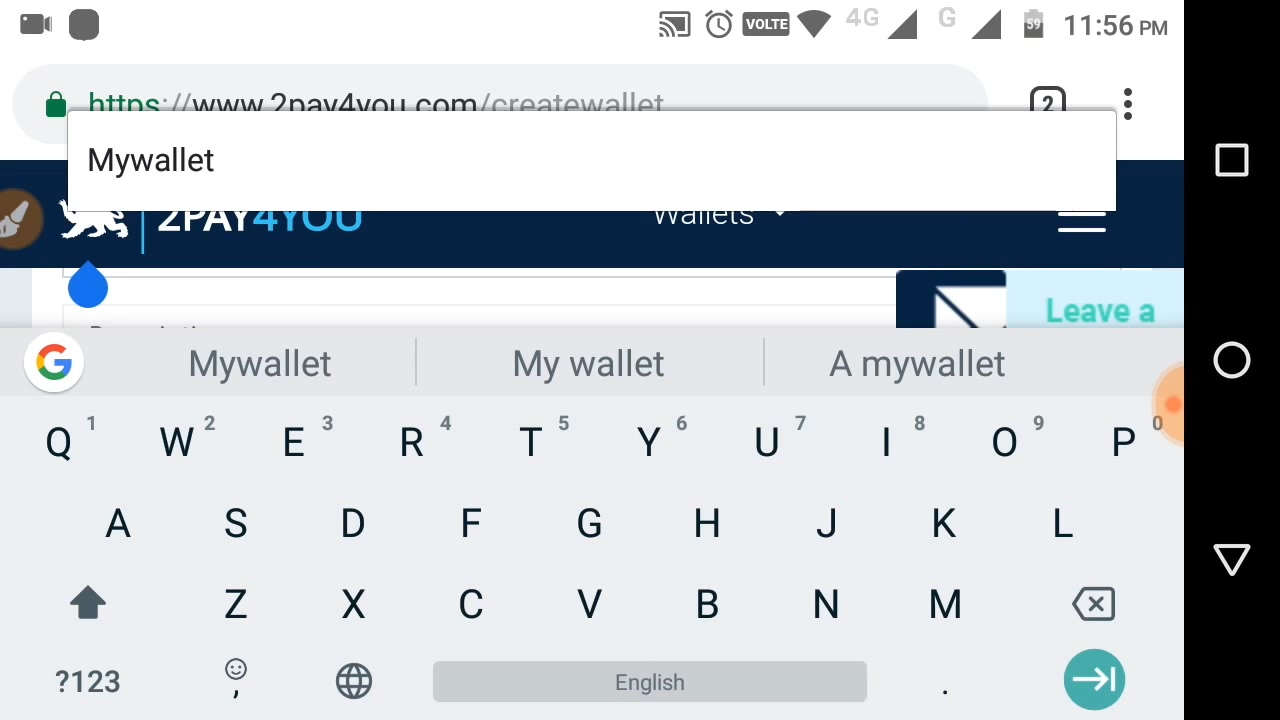 VOLTE 4G G 59 11:56 PM
https://www.2pay4you.com/createwallet 2
Mywallet
2PAY4YOU Wallets
Leave a
Mywallet My wallet A mywallet
Q 1 W 2 E 3 R 4 T 5 Y 6 U 7 I 8 O 9 P 0
A S D F G H J K L
Z X C V B N M
?123 , English .